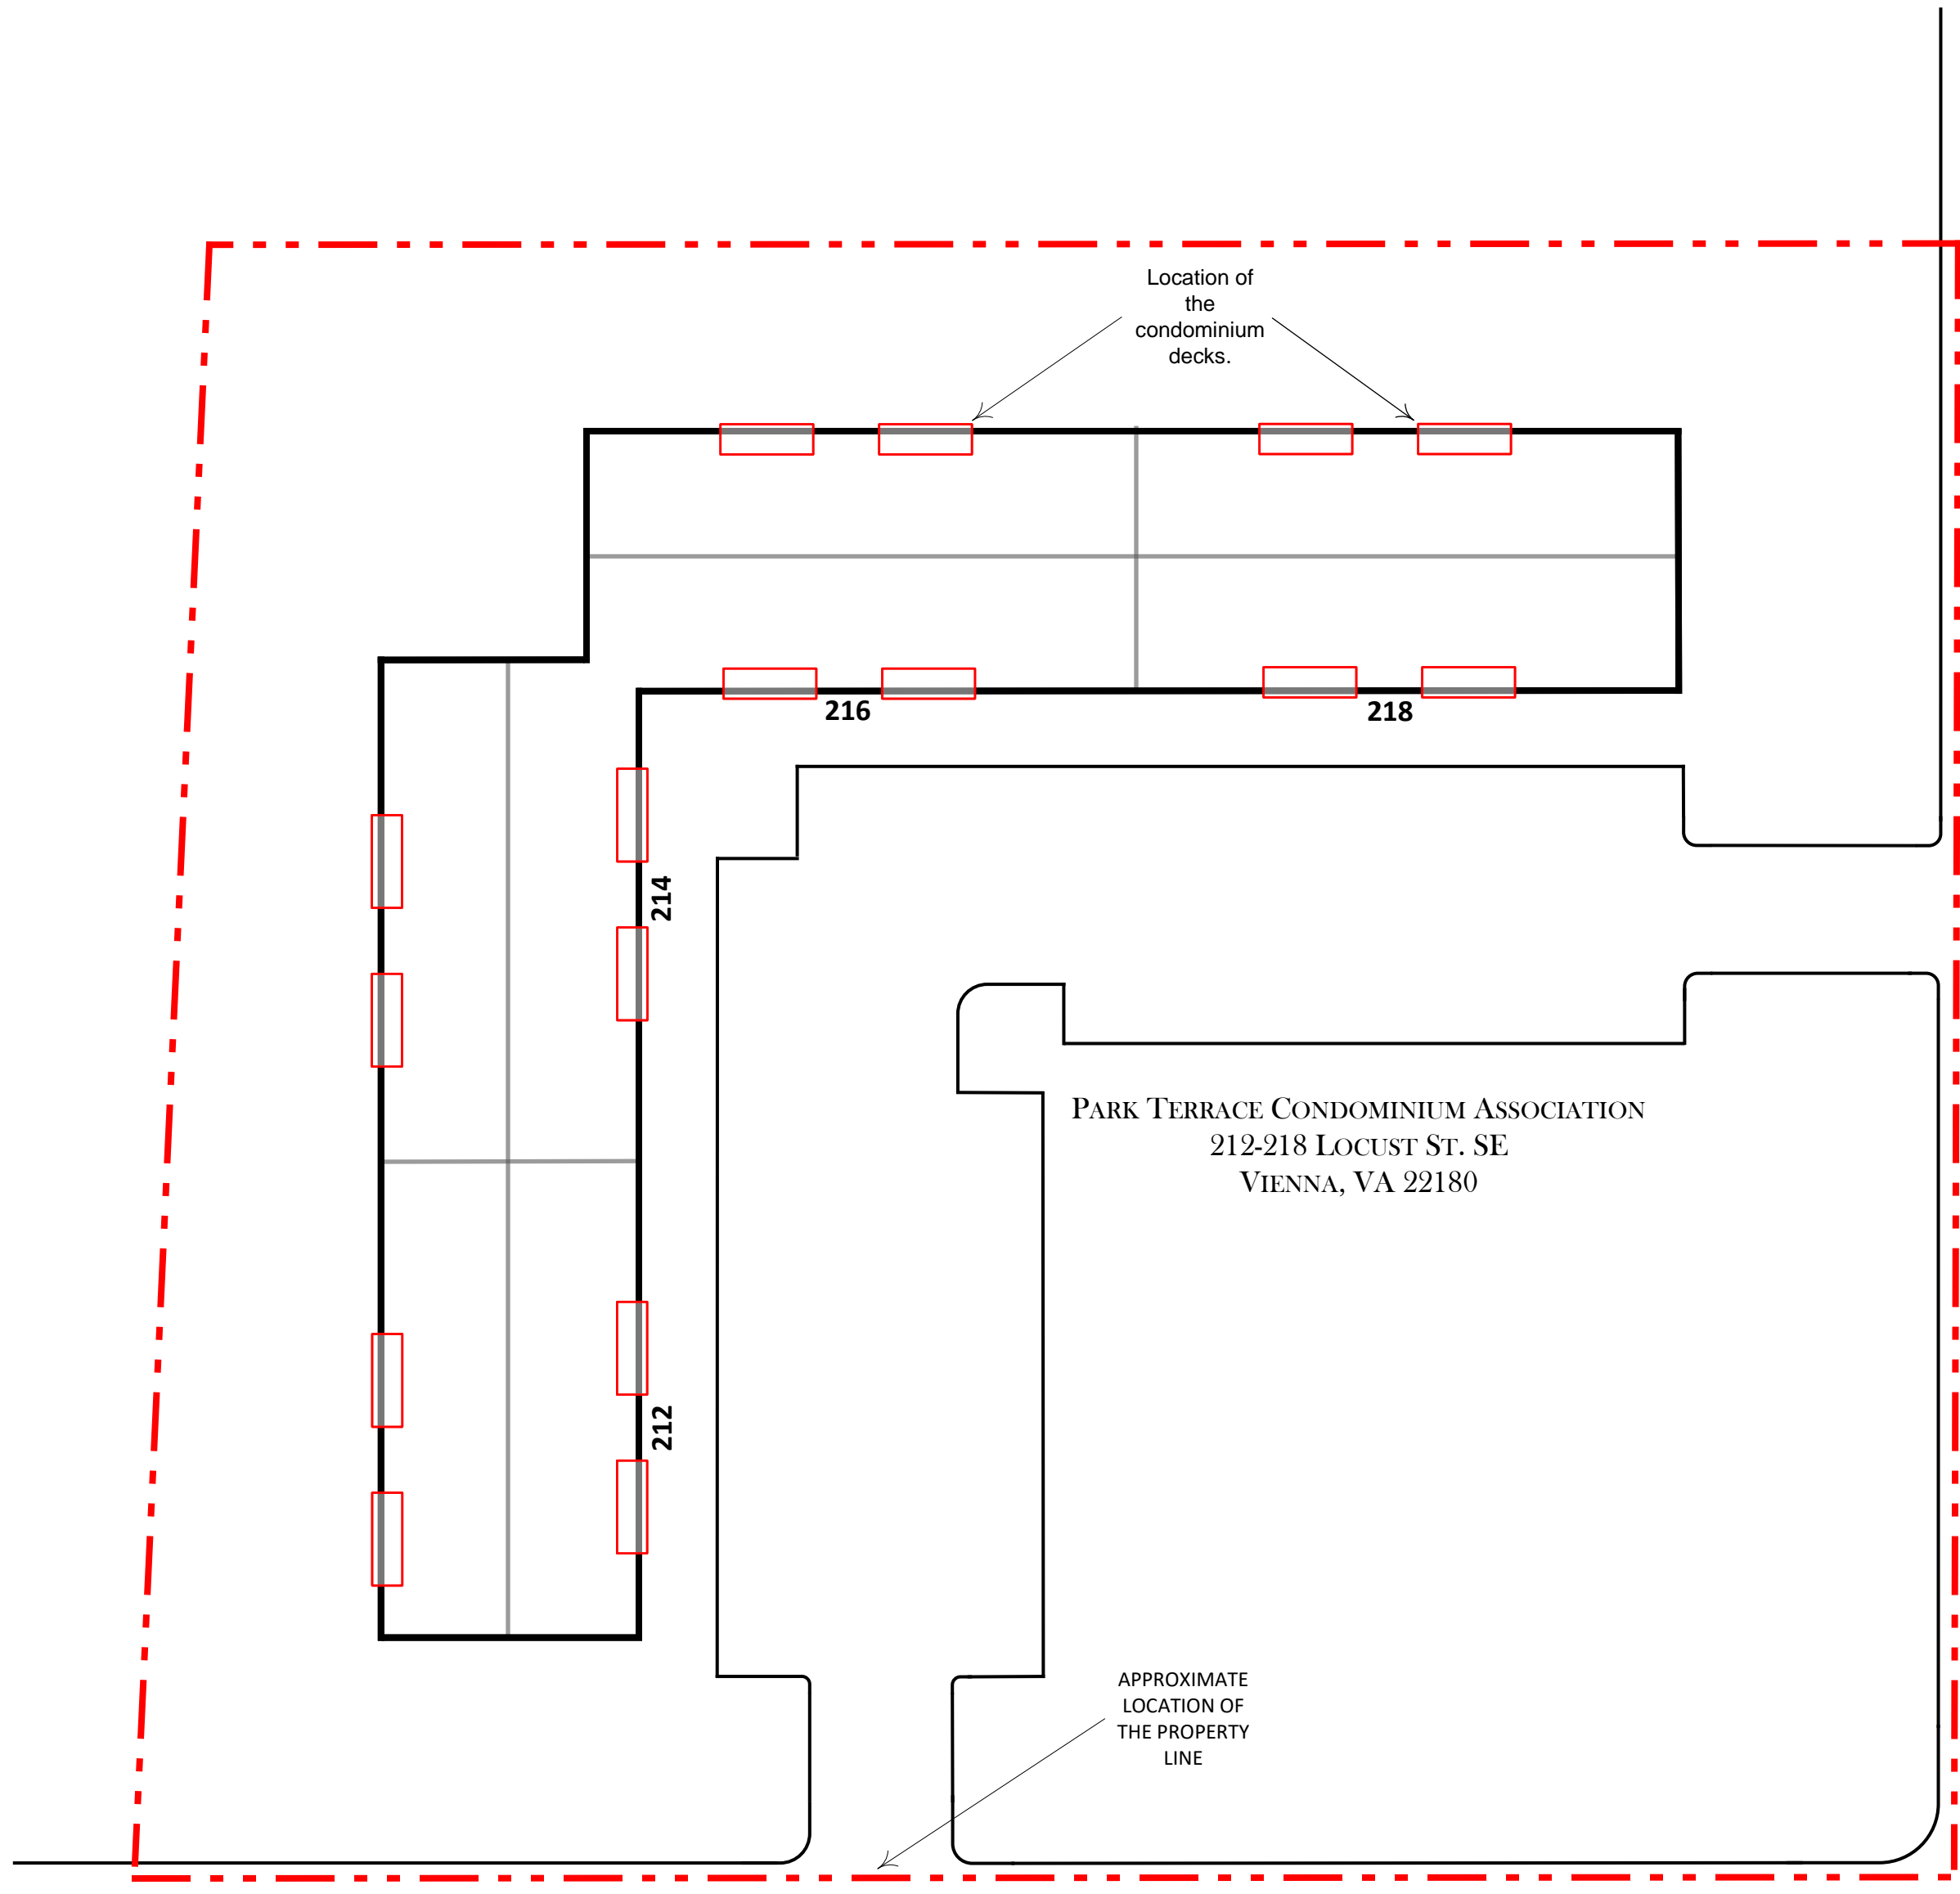 Location of
the
condominium
decks.
216
218
214
PARK TERRACE CONDOMINIUM ASSOCIATION
212-218 LOCUST ST. SE
VIENNA, VA 22180
212
APPROXIMATE
LOCATION OF
THE PROPERTY
LINE